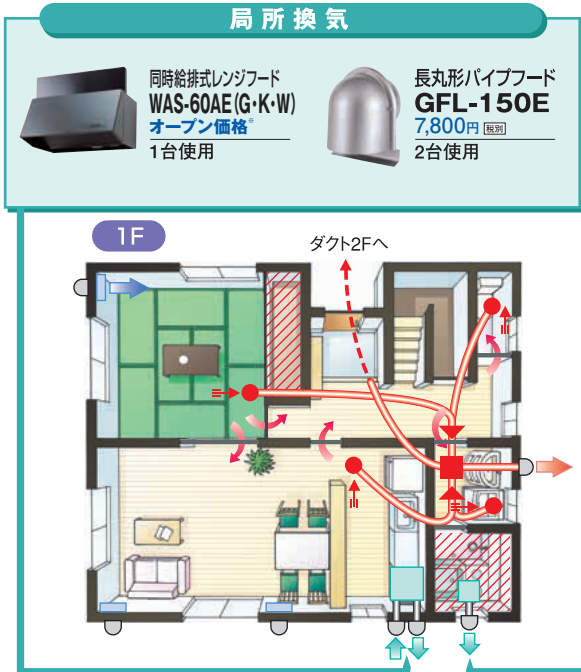 局所換気
同時給排式レンジフード
WAS-60AE(G・K・W)
オープン価格※
1台使用
長丸形パイプフード
GFL-150E
7,800円 税別
2台使用
1F
ダクト2Fへ